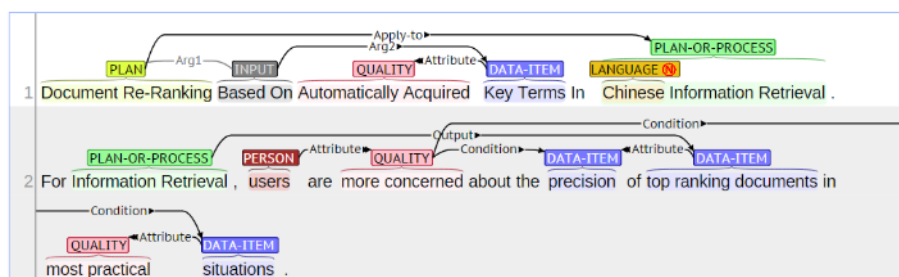 Apply-to
Arg1 Arg2 PLAN-OR-PROCESS
PLAN INPUT QUALITY Attribute DATA-ITEM LANGUAGE N
1 Document Re-Ranking Based On Automatically Acquired Key Terms In Chinese Information Retrieval .
Condition
Output
PLAN-OR-PROCESS PERSON Attribute QUALITY Condition DATA-ITEM Attribute DATA-ITEM
2 For Information Retrieval , users are more concerned about the precision of top ranking documents in
Condition
QUALITY Attribute DATA-ITEM
most practical situations .